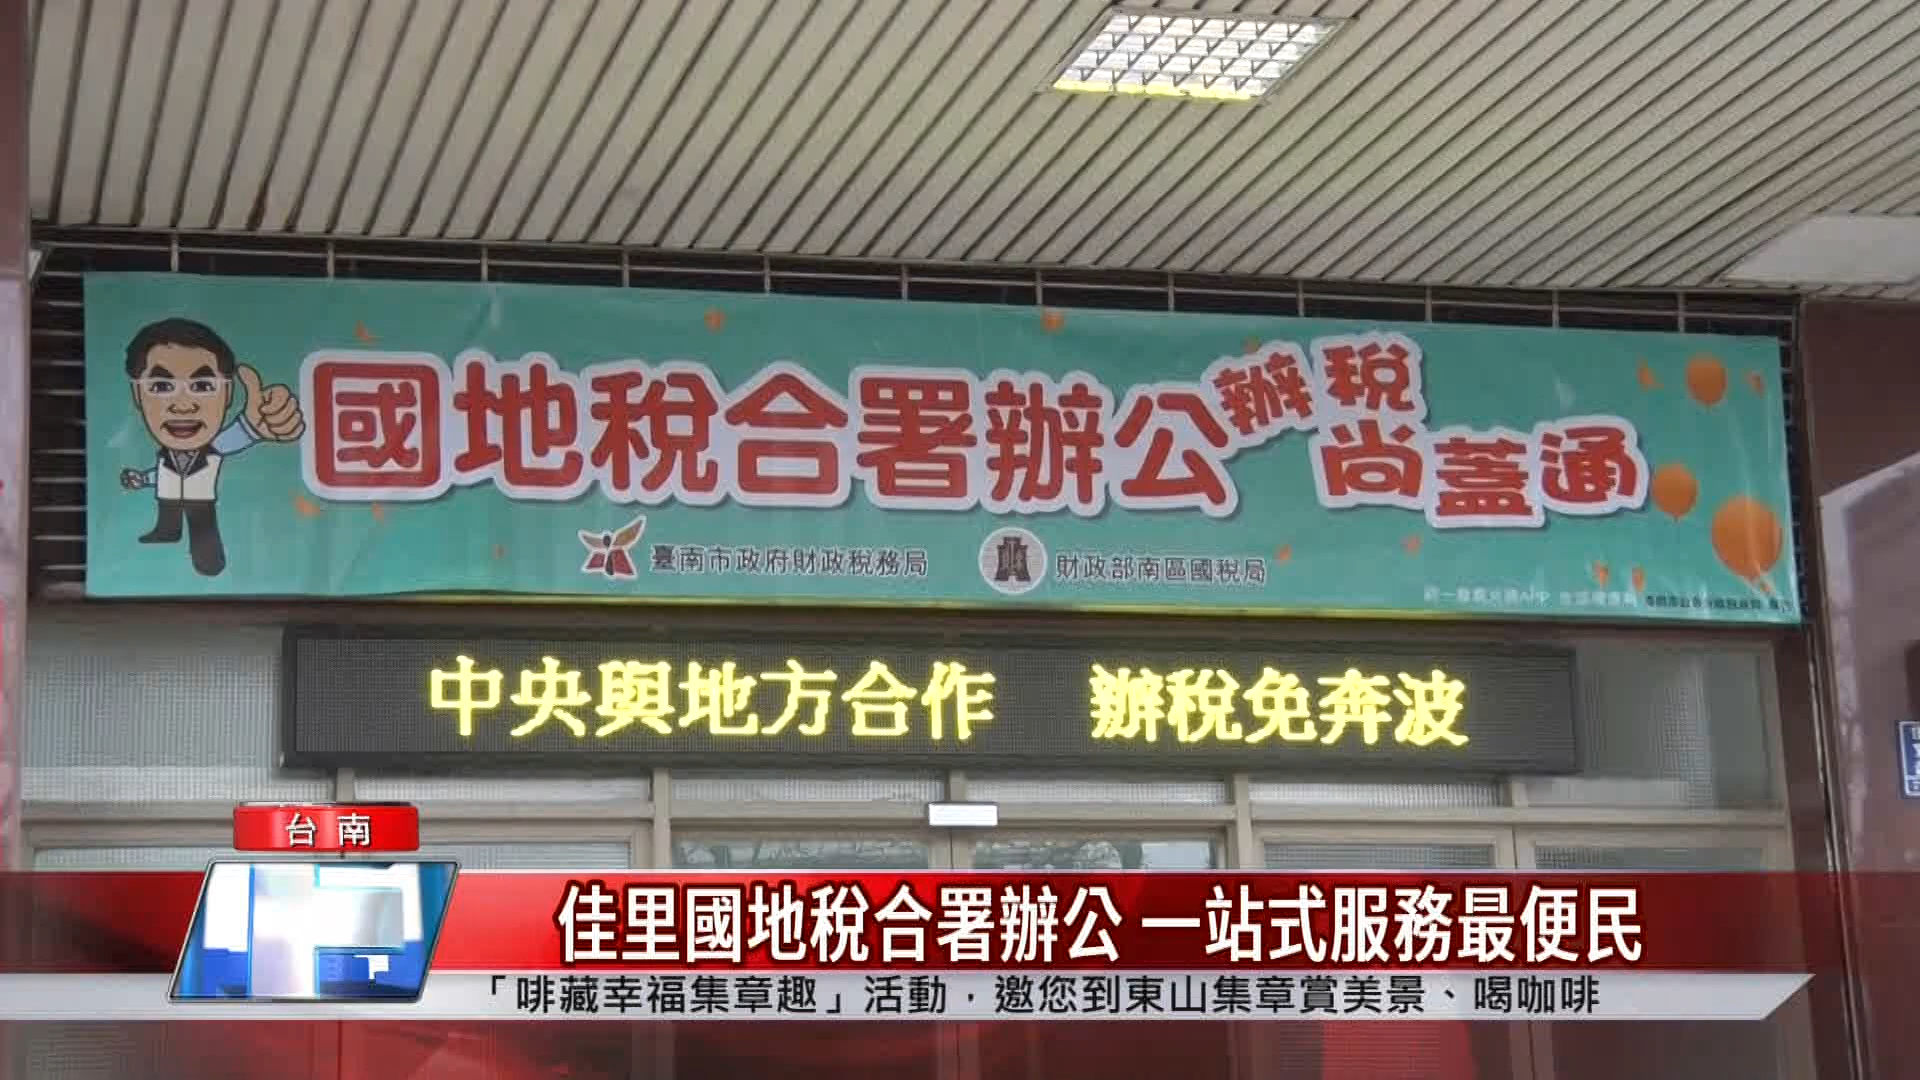 國地稅合署辦公辦稅尚蓋通
臺南市政府財政稅務局 財政部南區國稅局
中央與地方合作 辦稅免奔波
台南
佳里國地稅合署辦公 一站式服務最便民
「啡藏幸福集章趣」活動，邀您到東山集章賞美景、喝咖啡